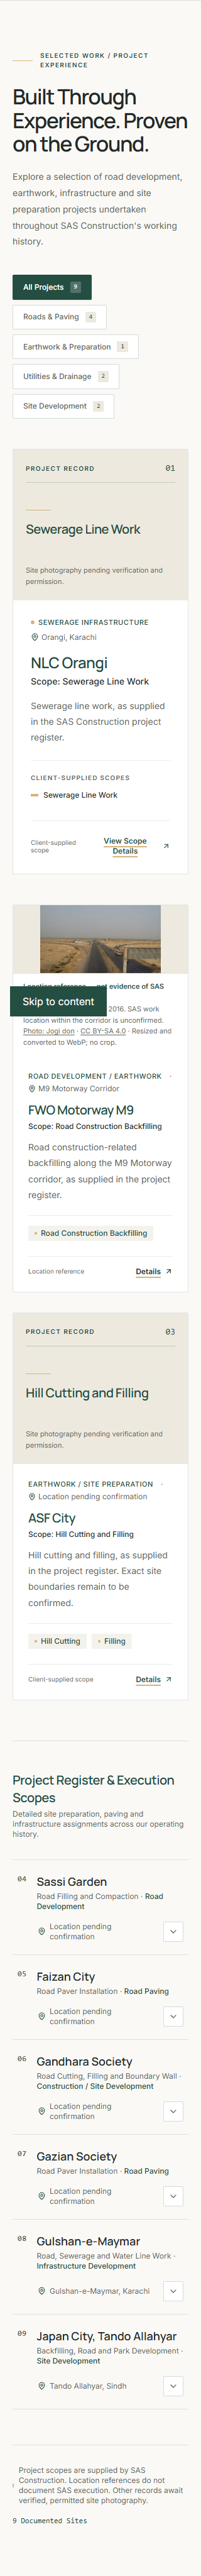 SELECTED WORK / PROJECT
EXPERIENCE
Built Through
Experience. Proven
on the Ground.
Explore a selection of road development,
earthwork, infrastructure and site
preparation projects undertaken
throughout SAS Construction's working
history.
All Projects 9
Roads & Paving 4
Earthwork & Preparation 1
Utilities & Drainage 2
Site Development 2
PROJECT RECORD 01
Sewerage Line Work
Site photography pending verification and
permission.
SEWERAGE INFRASTRUCTURE
Orangi, Karachi
NLC Orangi
Scope: Sewerage Line Work
Sewerage line work, as supplied
in the SAS Construction project
register.
CLIENT-SUPPLIED SCOPES
Sewerage Line Work
Client-supplied
scope
View Scope
Details
not evidence of SAS
Skip to content
2016. SAS work
location within the corridor is unconfirmed.
Photo: Jogi don · CC BY-SA 4.0 · Resized and
converted to WebP; no crop.
ROAD DEVELOPMENT / EARTHWORK ·
M9 Motorway Corridor
FWO Motorway M9
Scope: Road Construction Backfilling
Road construction-related
backfilling along the M9 Motorway
corridor, as supplied in the project
register.
Road Construction Backfilling
Location reference Details
PROJECT RECORD 03
Hill Cutting and Filling
Site photography pending verification and
permission.
EARTHWORK / SITE PREPARATION ·
Location pending confirmation
ASF City
Scope: Hill Cutting and Filling
Hill cutting and filling, as supplied
in the project register. Exact site
boundaries remain to be
confirmed.
Hill Cutting Filling
Client-supplied scope Details
Project Register & Execution
Scopes
Detailed site preparation, paving and
infrastructure assignments across our operating
history.
04 Sassi Garden
Road Filling and Compaction · Road
Development
Location pending
confirmation
05 Faizan City
Road Paver Installation · Road Paving
Location pending
confirmation
06 Gandhara Society
Road Cutting, Filling and Boundary Wall ·
Construction / Site Development
Location pending
confirmation
07 Gazian Society
Road Paver Installation · Road Paving
Location pending
confirmation
08 Gulshan-e-Maymar
Road, Sewerage and Water Line Work ·
Infrastructure Development
Gulshan-e-Maymar, Karachi
09 Japan City, Tando Allahyar
Backfilling, Road and Park Development ·
Site Development
Tando Allahyar, Sindh
Project scopes are supplied by SAS
Construction. Location references do not
document SAS execution. Other records await
verified, permitted site photography.
9 Documented Sites